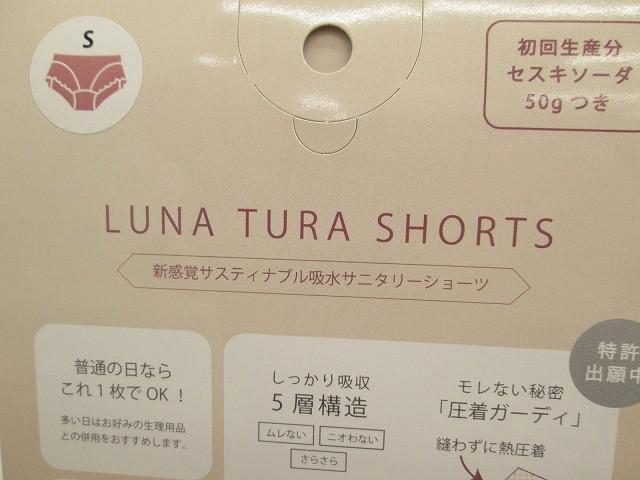 S
初回生産分
セスキソーダ
50gつき
LUNA TURA SHORTS
新感覚サスティナブル吸水サニタリーショーツ
普通の日なら
これ1枚でOK！
多い日はお好みの生理用品
との併用をおすすめします。
しっかり吸収
5層構造
ムレない
ニオわない
さらさら
モレない秘密
「圧着ガーディ」
縫わずに熱圧着
特許
出願中